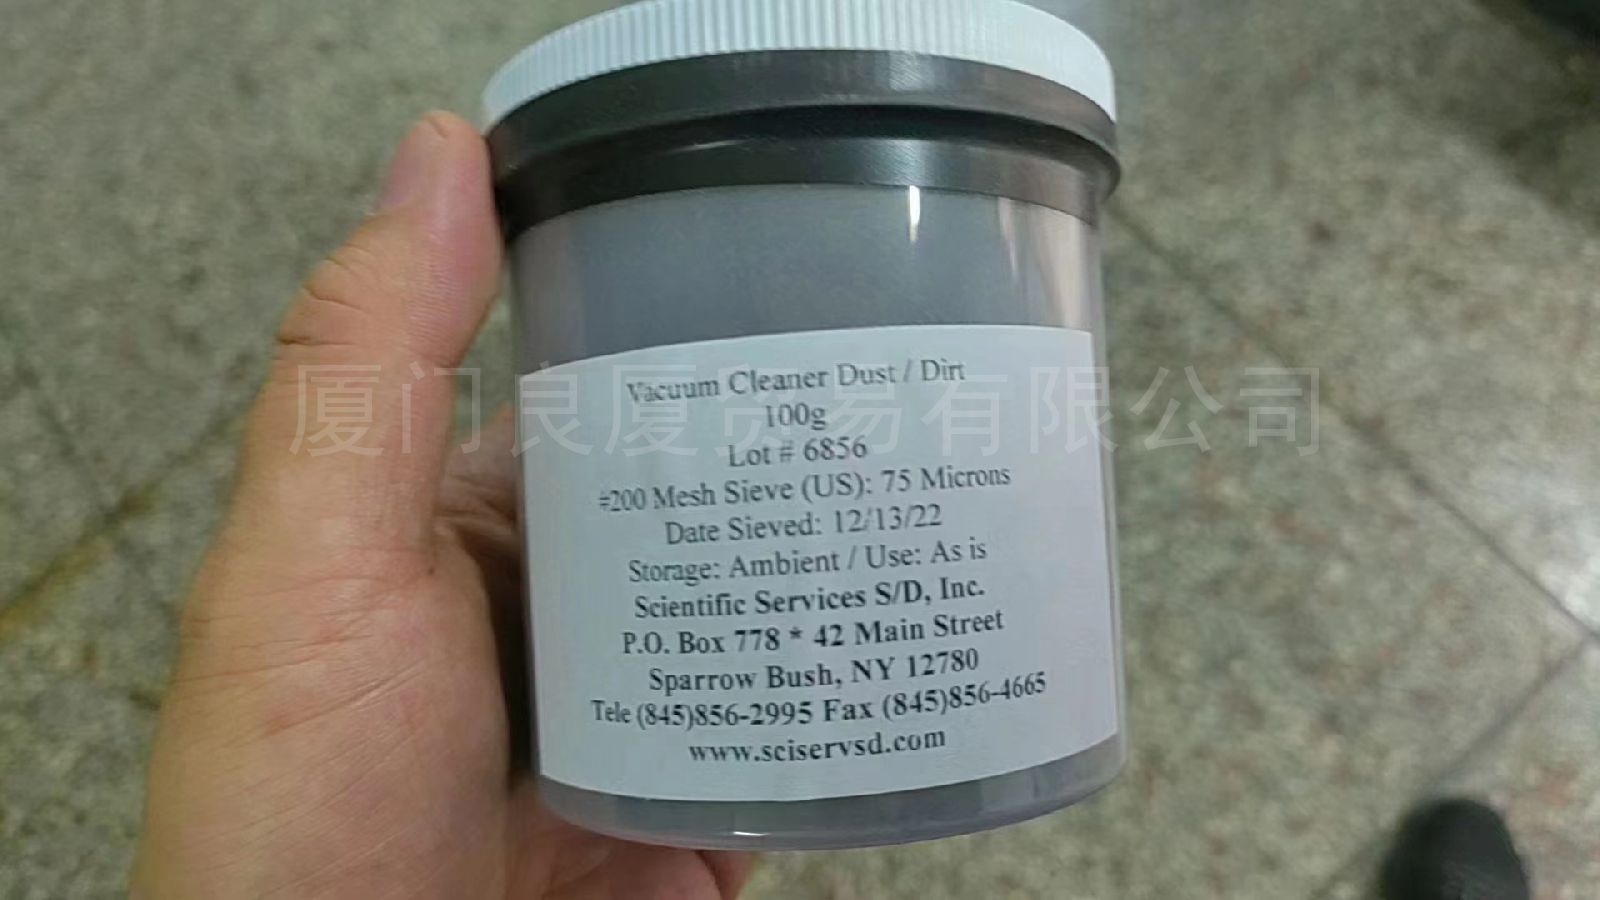 Vacuum Cleaner Dust / Dirt
厦门良厦贸易有限公司
100g
Lot # 6856
#200 Mesh Sieve (US): 75 Microns
Date Sieved: 12/13/22
Storage: Ambient / Use: As is
Scientific Services S/D, Inc.
P.O. Box 778 * 42 Main Street
Sparrow Bush, NY 12780
Tele (845)856-2995 Fax (845)856-4665
www.sciservsd.com